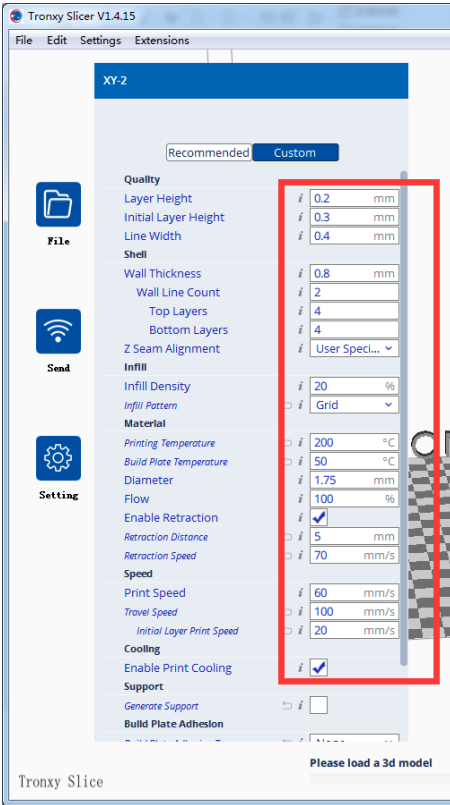 Tronxy Slicer V1.4.15
File Edit Settings Extensions
XY-2
Recommended Custom
Quality
Layer Height i 0.2 mm
Initial Layer Height i 0.3 mm
Line Width i 0.4 mm
Shell
Wall Thickness i 0.8 mm
Wall Line Count i 2
Top Layers i 4
Bottom Layers i 4
Z Seam Alignment i User Speci...
Infill
Infill Density i 20 %
Infill Pattern i Grid
Material
Printing Temperature i 200 °C
Build Plate Temperature i 50 °C
Diameter i 1.75 mm
Flow i 100 %
Enable Retraction i
Retraction Distance i 5 mm
Retraction Speed i 70 mm/s
Speed
Print Speed i 60 mm/s
Travel Speed i 100 mm/s
Initial Layer Print Speed i 20 mm/s
Cooling
Enable Print Cooling i
Support
Generate Support i
Build Plate Adhesion
File
Send
Setting
Please load a 3d model
Tronxy Slice